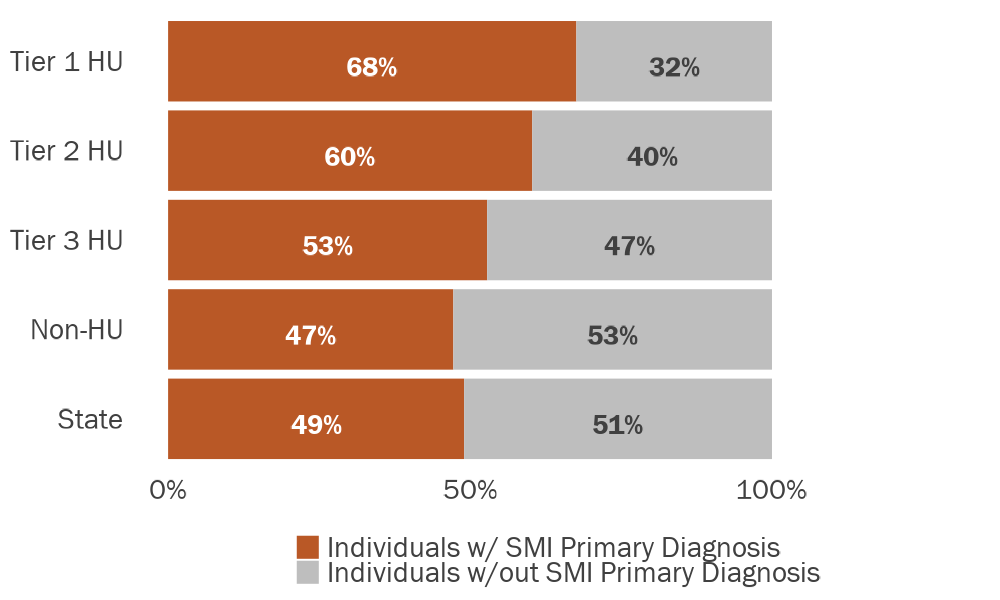 Tier 1 HU 68% 32%
Tier 2 HU 60% 40%
Tier 3 HU 53% 47%
Non-HU 47% 53%
State 49% 51%
0% 50% 100%
Individuals w/ SMI Primary Diagnosis
Individuals w/out SMI Primary Diagnosis